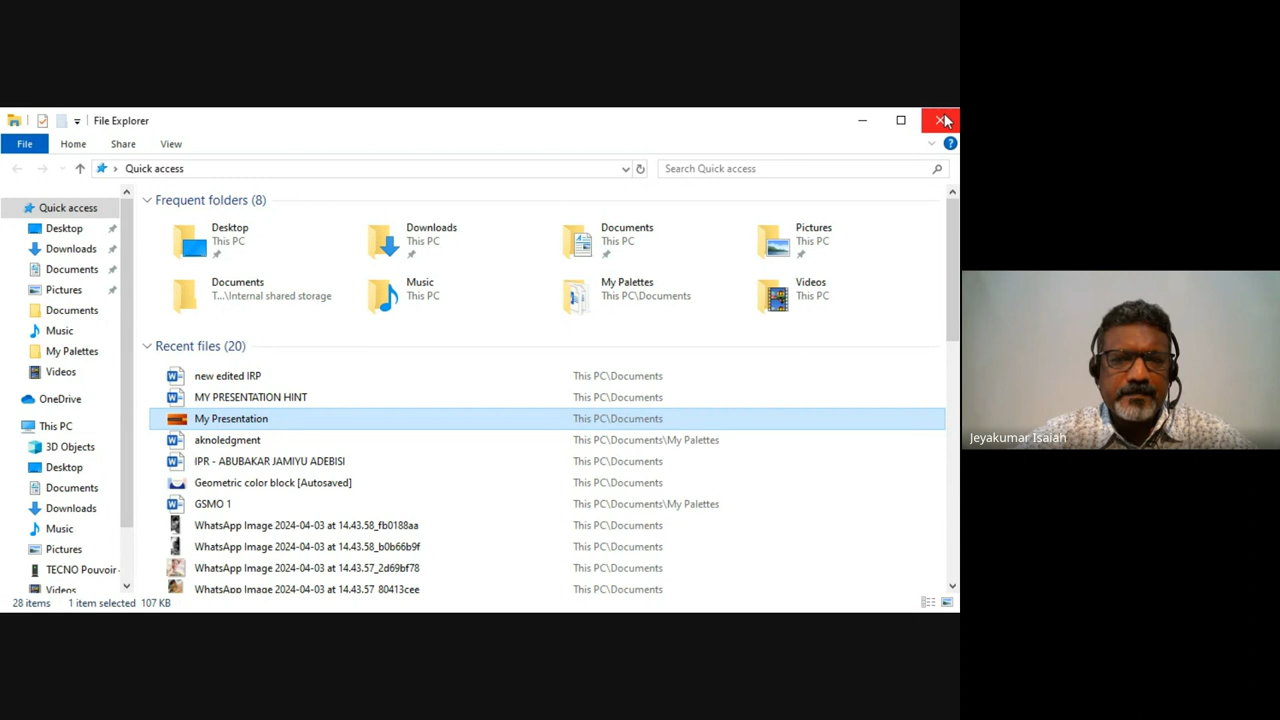 File Explorer
File Home Share View
Quick access
Search Quick access
Quick access
Desktop
Downloads
Documents
Pictures
Documents
Music
My Palettes
Videos
OneDrive
This PC
3D Objects
Desktop
Documents
Downloads
Music
Pictures
TECNO Pouvoir
Videos
Frequent folders (8)
Desktop
This PC
Downloads
This PC
Documents
This PC
Pictures
This PC
Documents
T...\Internal shared storage
Music
This PC
My Palettes
This PC\Documents
Videos
This PC
Recent files (20)
new edited IRP This PC\Documents
MY PRESENTATION HINT This PC\Documents
My Presentation This PC\Documents
aknoledgment This PC\Documents\My Palettes
IPR - ABUBAKAR JAMIYU ADEBISI This PC\Documents
Geometric color block [Autosaved] This PC\Documents
GSMO 1 This PC\Documents\My Palettes
WhatsApp Image 2024-04-03 at 14.43.58_fb0188aa This PC\Documents
WhatsApp Image 2024-04-03 at 14.43.58_b0b66b9f This PC\Documents
WhatsApp Image 2024-04-03 at 14.43.57_2d69bf78 This PC\Documents
WhatsApp Image 2024-04-03 at 14.43.57_80413cee This PC\Documents
28 items 1 item selected 107 KB
Jeyakumar Isaiah